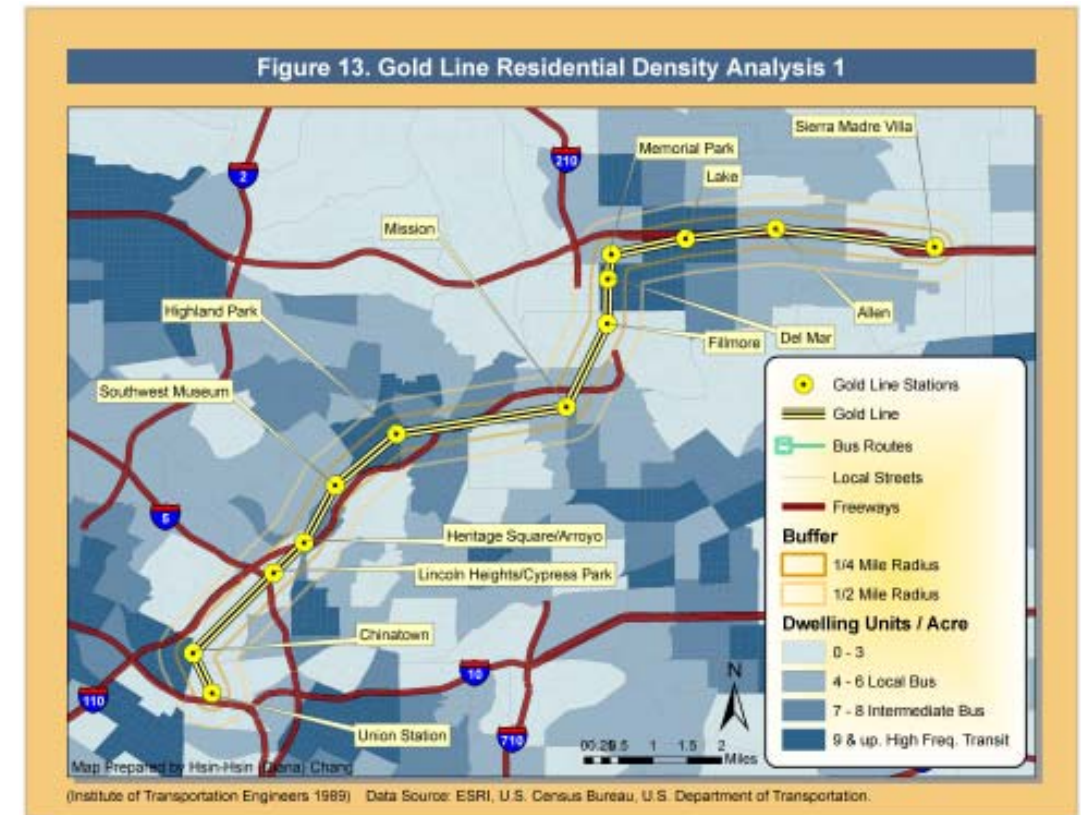 Figure 13. Gold Line Residential Density Analysis 1
Sierra Madre Villa
Memorial Park
210
2
Lake
Mission
Highland Park
Allen
Del Mar
Fillmore
Southwest Museum
5
Heritage Square/Arroyo
Lincoln Heights/Cypress Park
Chinatown
10
110
Union Station
710
Gold Line Stations
Gold Line
Bus Routes
Local Streets
Freeways
Buffer
1/4 Mile Radius
1/2 Mile Radius
Dwelling Units / Acre
0 - 3
4 - 6 Local Bus
7 - 8 Intermediate Bus
9 & up. High Freq. Transit
N
1 1.5 2
Miles
Map Prepared by Hsin-Hsin (Diana) Chang
(Institute of Transportation Engineers 1989) Data Source: ESRI, U.S. Census Bureau, U.S. Department of Transportation.